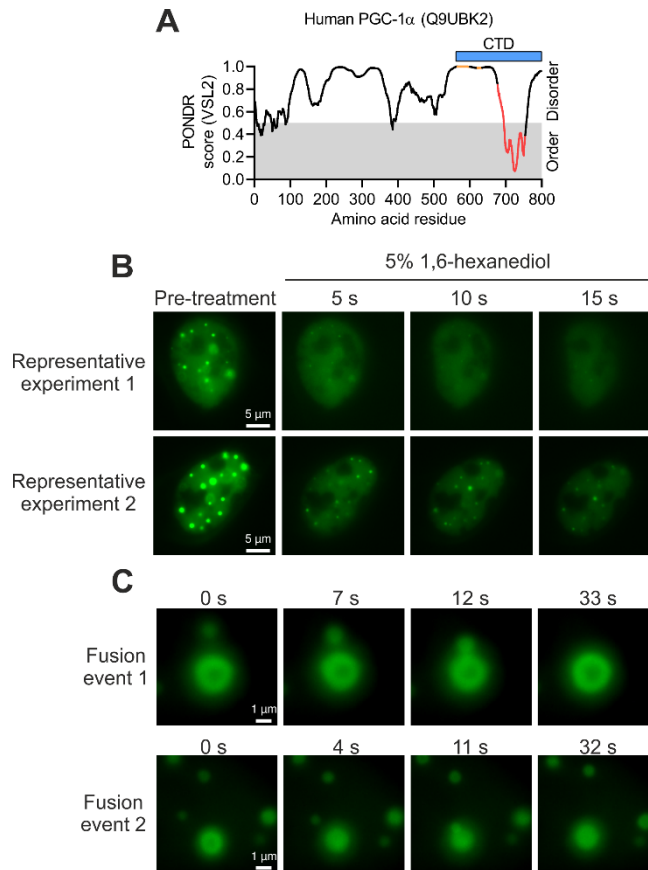 A
Human PGC-1α (Q9UBK2)
CTD
PONDR
score (VSL2)
1.0
0.8
0.6
0.4
0.2
0.0
Disorder
Order
0 100 200 300 400 500 600 700 800
Amino acid residue
B
5% 1,6-hexanediol
Pre-treatment 5 s 10 s 15 s
Representative
experiment 1
5 µm
Representative
experiment 2
5 µm
C
0 s 7 s 12 s 33 s
Fusion
event 1
1 µm
0 s 4 s 11 s 32 s
Fusion
event 2
1 µm